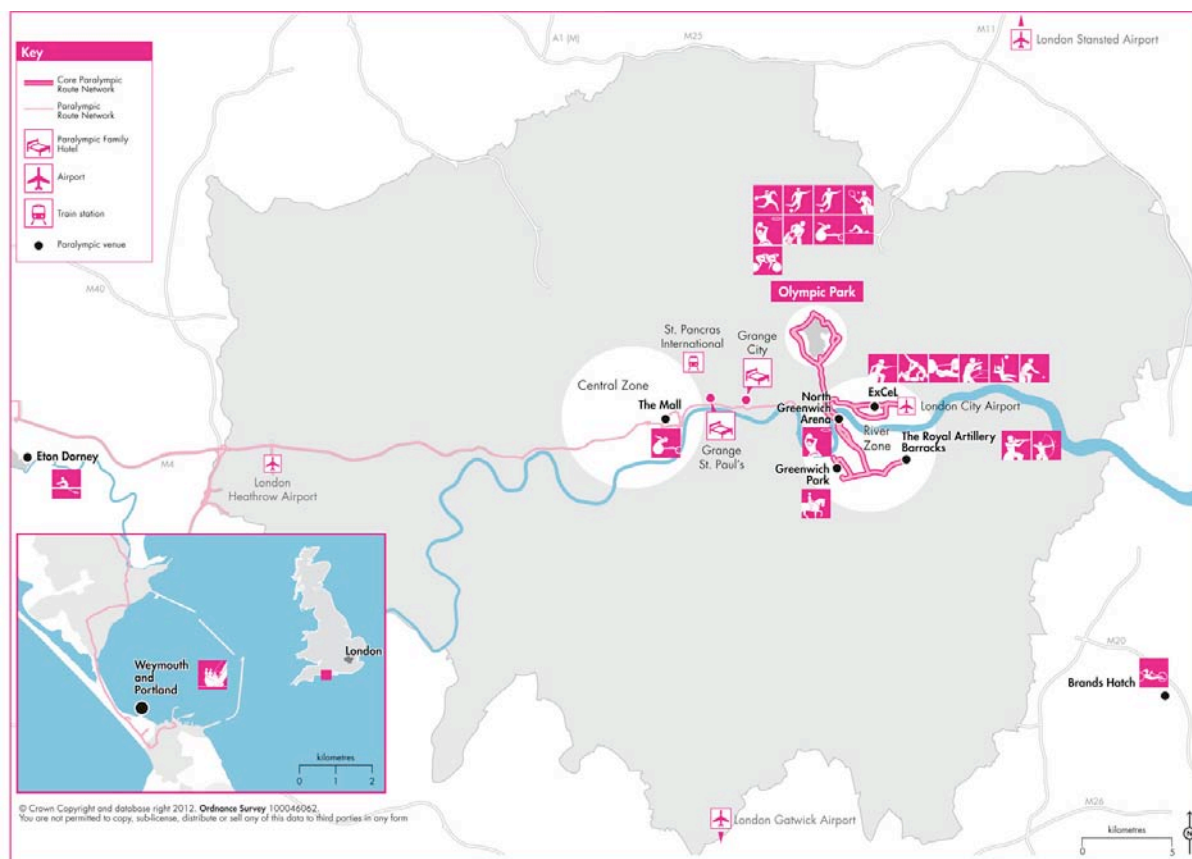 Key
Core Paralympic
Route Network
Paralympic
Route Network
Paralympic Family
Hotel
Airport
Train station
Paralympic venue
A1 (M)
M25
M11
London Stansted Airport
M40
Olympic Park
St. Pancras
International
Grange
City
Central Zone
The Mall
North
Greenwich
Arena
ExCeL
London City Airport
River
Zone
The Royal Artillery
Barracks
Grange
St. Paul's
Greenwich
Park
Eton Dorney
M4
London
Heathrow Airport
Weymouth
and
Portland
London
kilometres
0 1 2
M20
Brands Hatch
© Crown Copyright and database right 2012. Ordnance Survey 100046062.
You are not permitted to copy, sub-license, distribute or sell any of this data to third parties in any form
London Gatwick Airport
M26
kilometres
0 5
N